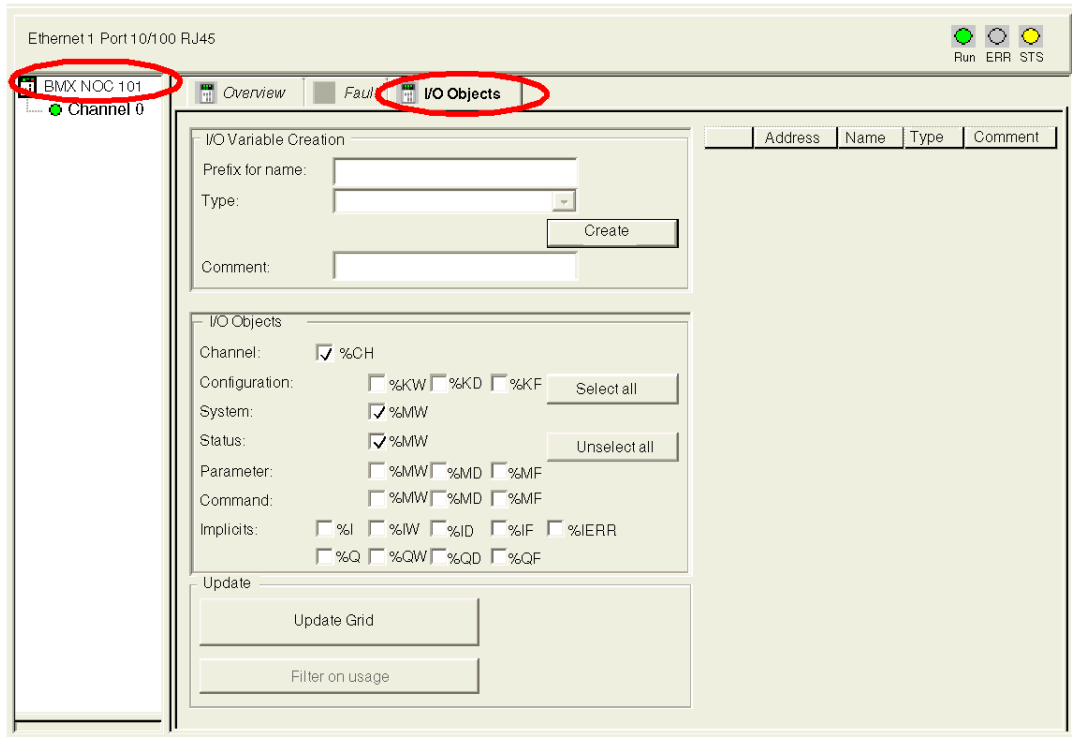 Ethernet 1 Port 10/100 RJ45
Run ERR STS
BMX NOC 101
Channel 0
Overview
Faul
I/O Objects
I/O Variable Creation
Prefix for name:
Type:
Create
Comment:
Address Name Type Comment
I/O Objects
Channel: %CH
Configuration: %KW %KD %KF Select all
System: %MW
Status: %MW Unselect all
Parameter: %MW %MD %MF
Command: %MW %MD %MF
Implicits: %I %IW %ID %IF %IERR
%Q %QW %QD %QF
Update
Update Grid
Filter on usage